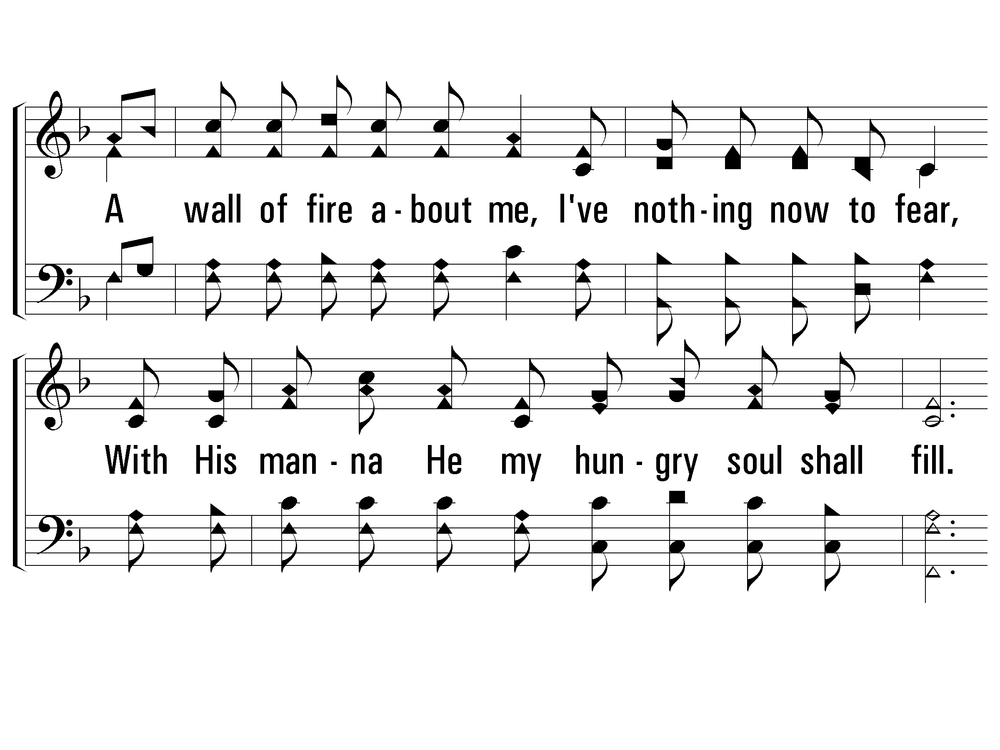 A wall of fire a - bout me, I've noth - ing now to fear,
With His man - na He my hun - gry soul shall fill.